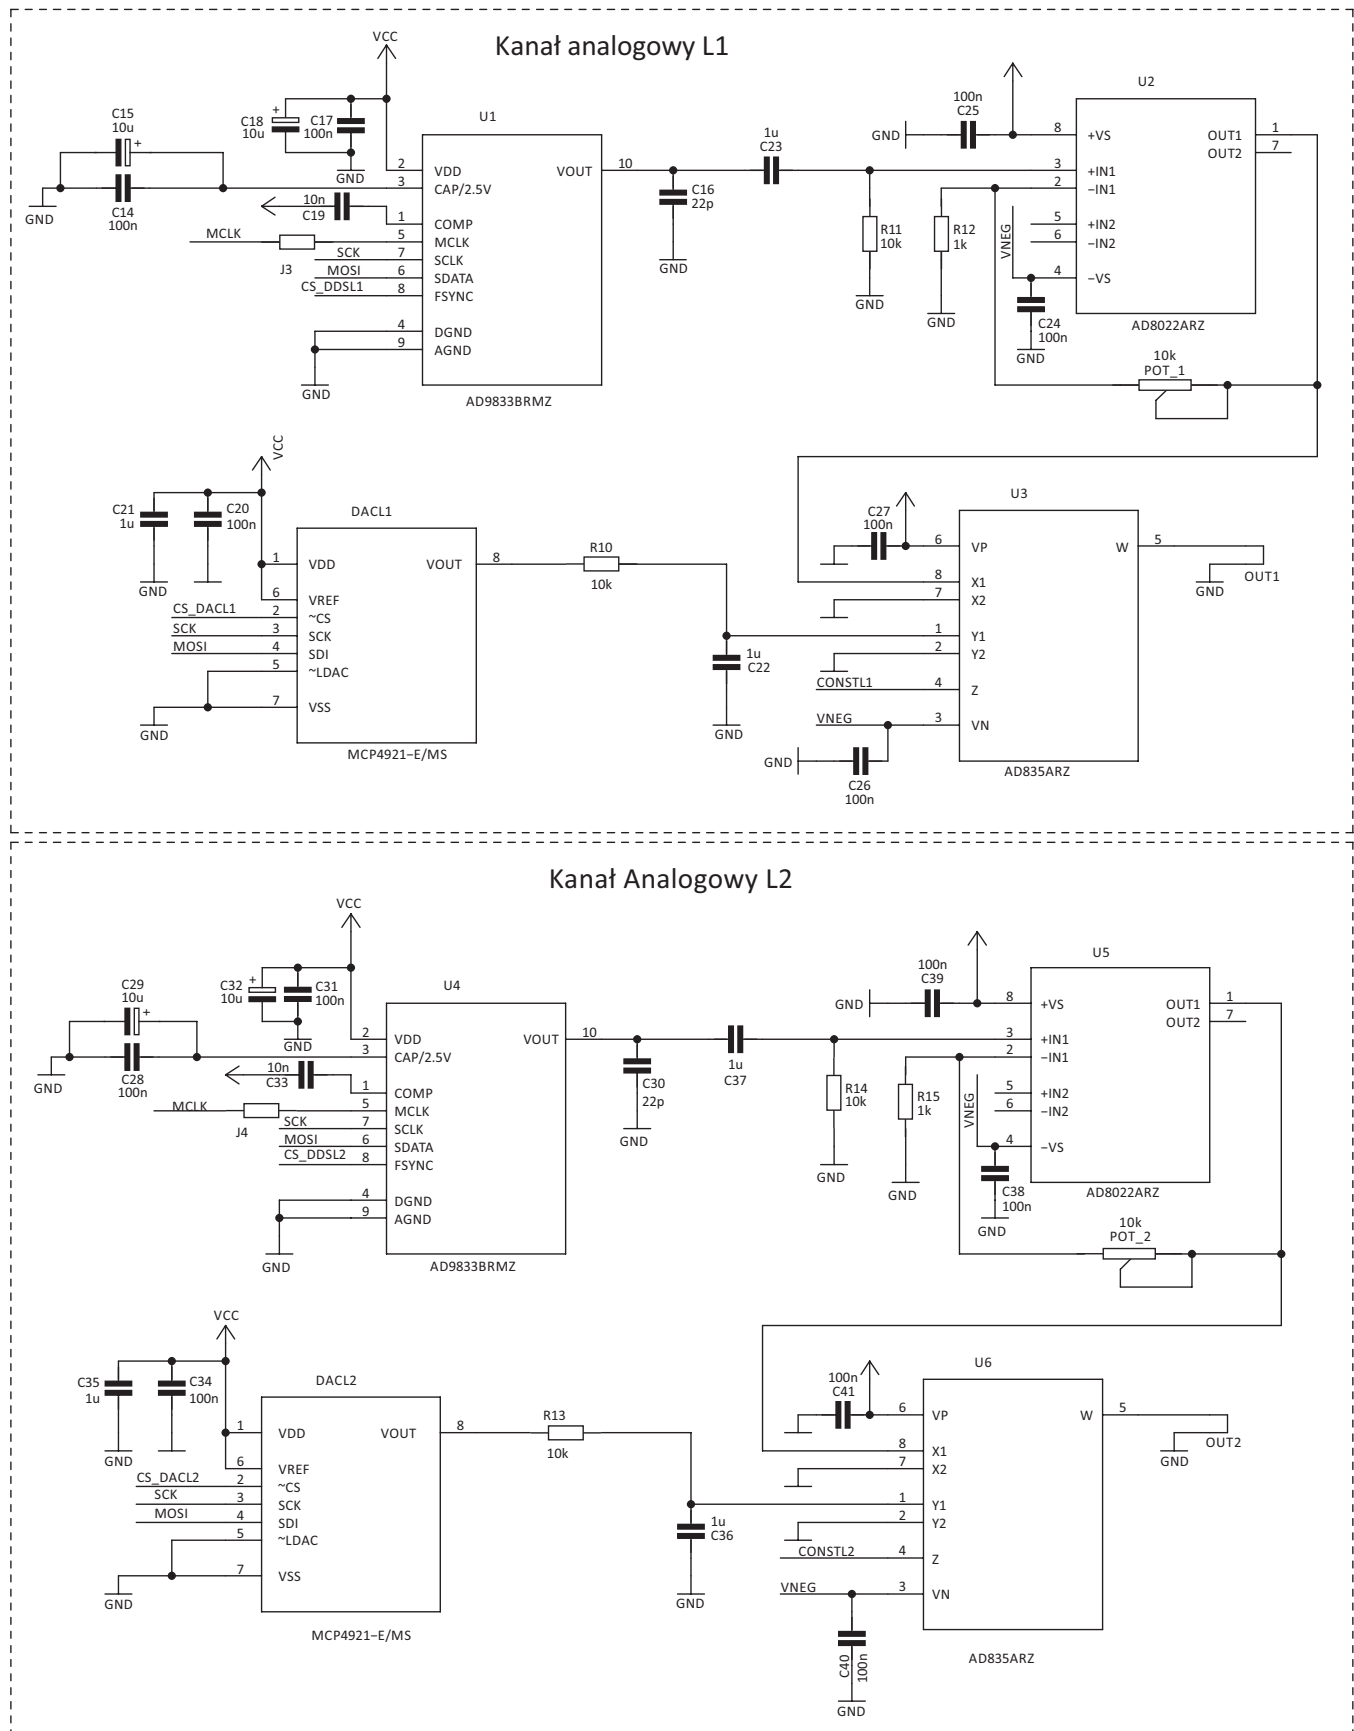 Kanał analogowy L1
VCC
C15
10u
+
C14
100n
GND
C18
10u
+
C17
100n
GND
U1
2 VDD
3 CAP/2.5V
1 COMP
5 MCLK
7 SCLK
6 SDATA
8 FSYNC
4 DGND
9 AGND
VOUT 10
AD9833BRMZ
10n
C19
MCLK
J3
SCK
MOSI
CS_DDSL1
GND
C16
22p
GND
1u
C23
R11
10k
GND
R12
1k
GND
100n
C25
GND
U2
8 +VS
3 +IN1
2 −IN1
5 +IN2
6 −IN2
4 −VS
OUT1 1
OUT2 7
AD8022ARZ
VNEG
C24
100n
GND
10k
POT_1
VCC
C21
1u
C20
100n
GND
DACL1
1 VDD
6 VREF
2 ~CS
3 SCK
4 SDI
5 ~LDAC
7 VSS
VOUT 8
MCP4921−E/MS
CS_DACL1
SCK
MOSI
GND
R10
10k
1u
C22
GND
C27
100n
U3
6 VP
8 X1
7 X2
1 Y1
2 Y2
4 Z
3 VN
W 5
AD835ARZ
CONSTL1
VNEG
GND
C26
100n
GND
OUT1
Kanał Analogowy L2
VCC
C29
10u
+
C28
100n
GND
C32
10u
+
C31
100n
GND
U4
2 VDD
3 CAP/2.5V
1 COMP
5 MCLK
7 SCLK
6 SDATA
8 FSYNC
4 DGND
9 AGND
VOUT 10
AD9833BRMZ
10n
C33
MCLK
J4
SCK
MOSI
CS_DDSL2
GND
C30
22p
GND
1u
C37
R14
10k
GND
R15
1k
GND
100n
C39
GND
U5
8 +VS
3 +IN1
2 −IN1
5 +IN2
6 −IN2
4 −VS
OUT1 1
OUT2 7
AD8022ARZ
VNEG
C38
100n
GND
10k
POT_2
VCC
C35
1u
C34
100n
GND
DACL2
1 VDD
6 VREF
2 ~CS
3 SCK
4 SDI
5 ~LDAC
7 VSS
VOUT 8
MCP4921−E/MS
CS_DACL2
SCK
MOSI
GND
R13
10k
1u
C36
GND
100n
C41
U6
6 VP
8 X1
7 X2
1 Y1
2 Y2
4 Z
3 VN
W 5
AD835ARZ
CONSTL2
VNEG
C40
100n
GND
GND
OUT2